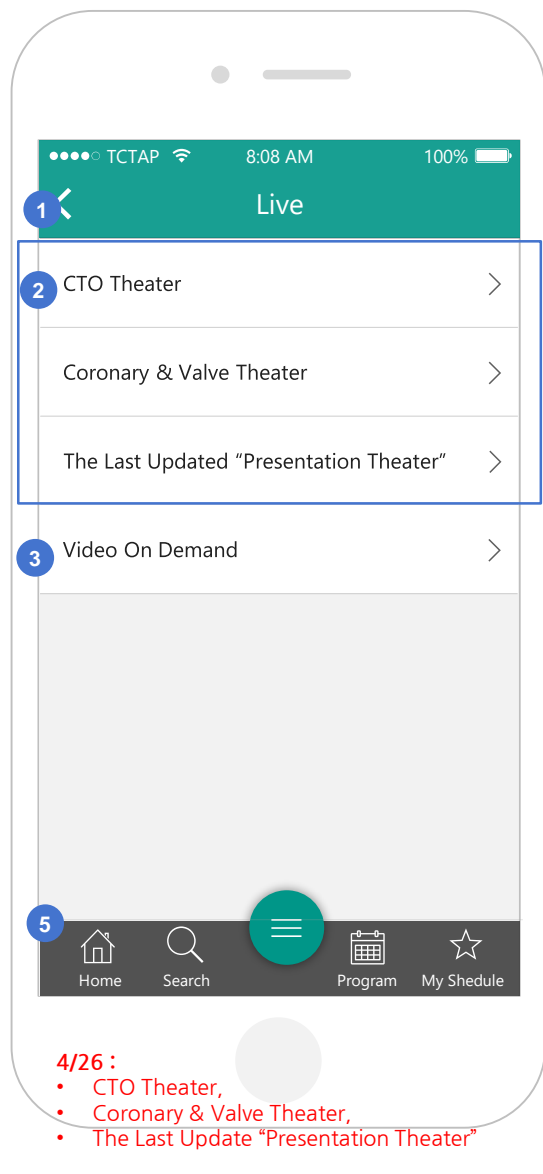 TCTAP 8:08 AM 100%
1 Live
2 CTO Theater
Coronary & Valve Theater
The Last Updated “Presentation Theater”
3 Video On Demand
5
Home Search Program My Shedule
4/26 :
• CTO Theater,
• Coronary & Valve Theater,
• The Last Update “Presentation Theater”